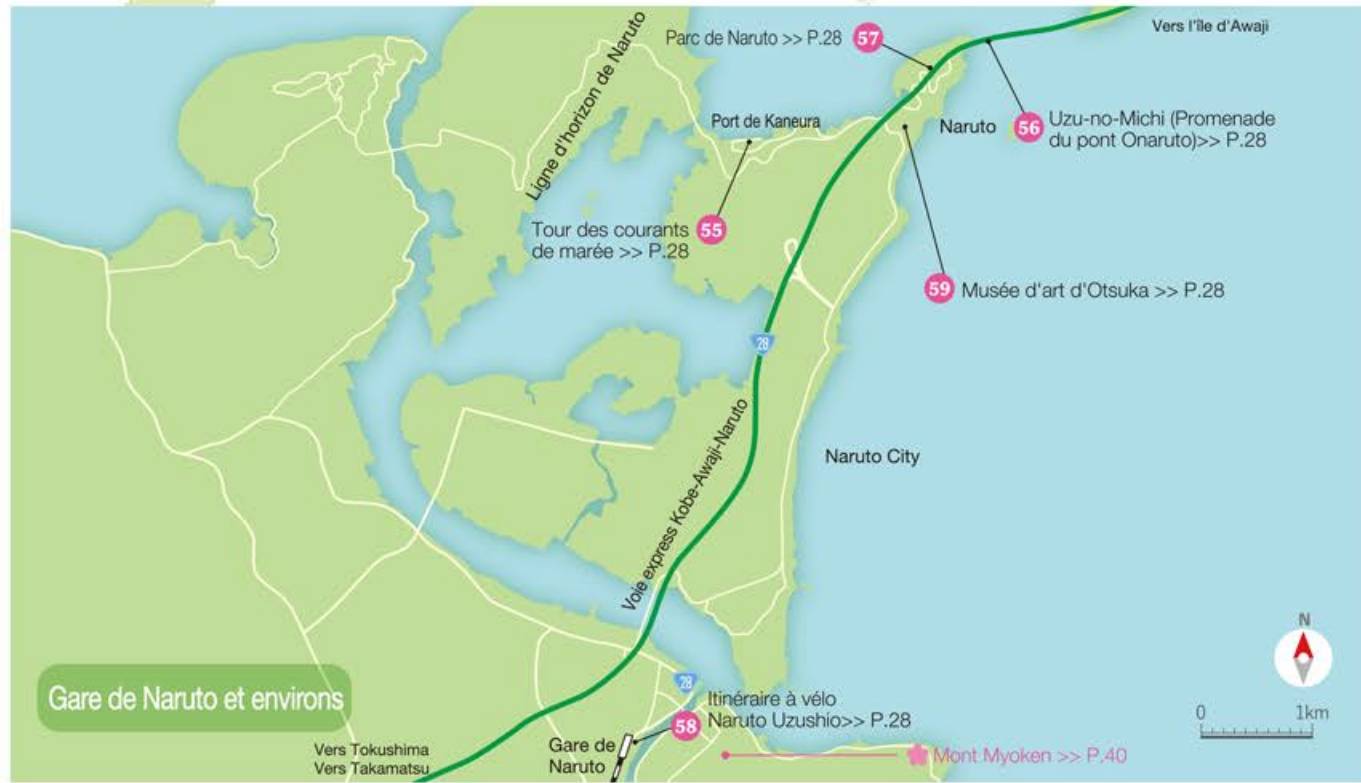 Parc de Naruto >> P.28
57
Vers l'île d'Awaji
Ligne d'horizon de Naruto
Port de Kaneura
Naruto
56
Uzu-no-Michi (Promenade
du pont Onaruto)>> P.28
Tour des courants
de marée >> P.28
55
59
Musée d'art d'Otsuka >> P.28
28
Voie express Kobe-Awaji-Naruto
Naruto City
N
Gare de Naruto et environs
28
Itinéraire à vélo
Naruto Uzushio>> P.28
58
0 1km
Vers Tokushima
Vers Takamatsu
Gare de
Naruto
Mont Myoken >> P.40